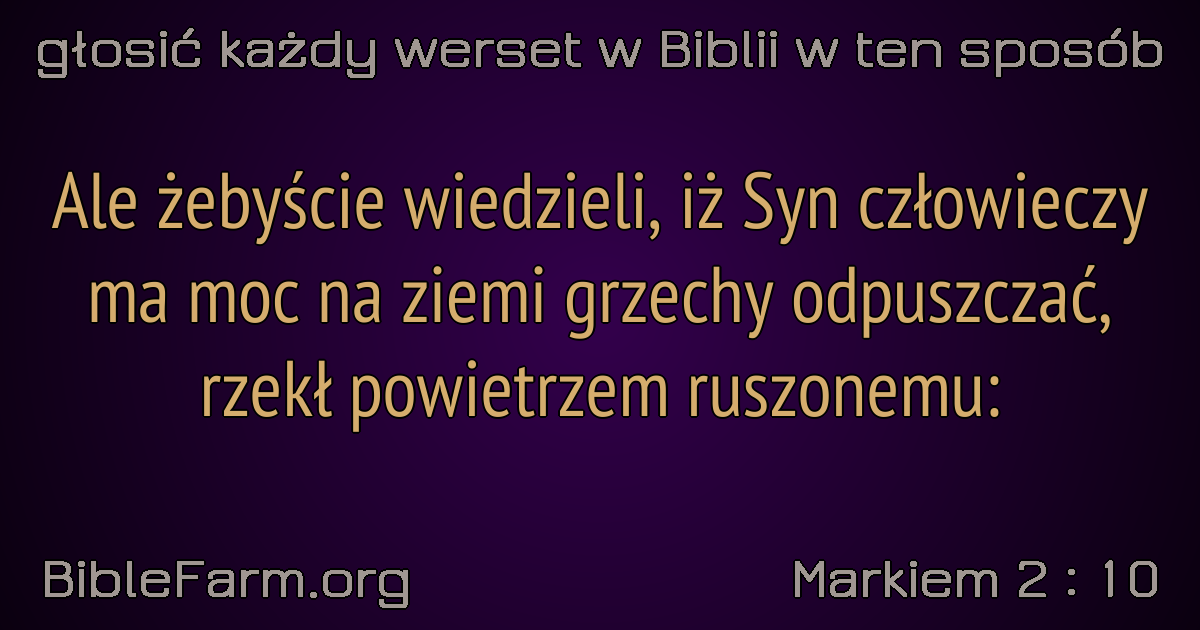 głosić każdy werset w Biblii w ten sposób
Ale żebyście wiedzieli, iż Syn człowieczy
ma moc na ziemi grzechy odpuszczać,
rzekł powietrzem ruszonemu:
BibleFarm.org
Markiem 2 : 10